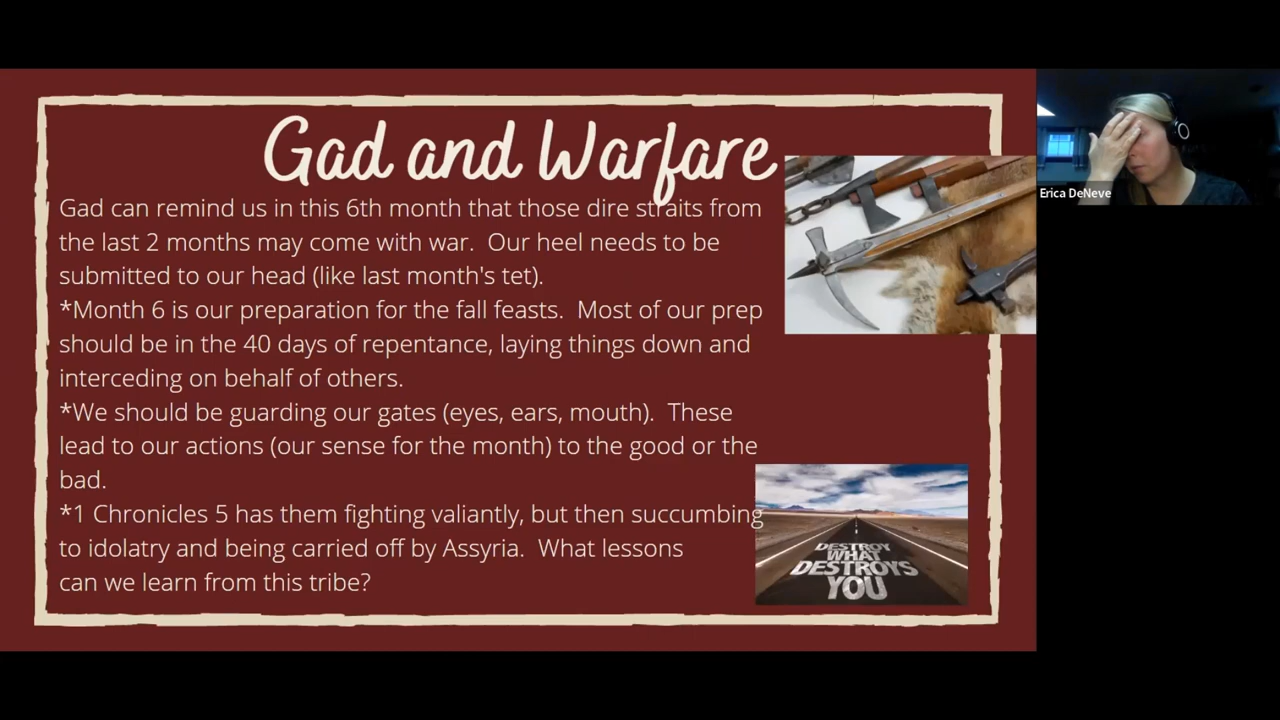 Gad and Warfare
Gad can remind us in this 6th month that those dire straits from
the last 2 months may come with war.  Our heel needs to be
submitted to our head (like last month's tet).
*Month 6 is our preparation for the fall feasts.  Most of our prep
should be in the 40 days of repentance, laying things down and
interceding on behalf of others.
*We should be guarding our gates (eyes, ears, mouth).  These
lead to our actions (our sense for the month) to the good or the
bad.
*1 Chronicles 5 has them fighting valiantly, but then succumbing
to idolatry and being carried off by Assyria.  What lessons
can we learn from this tribe?
DESTROY
WHAT
DESTROYS
YOU
Erica DeNeve